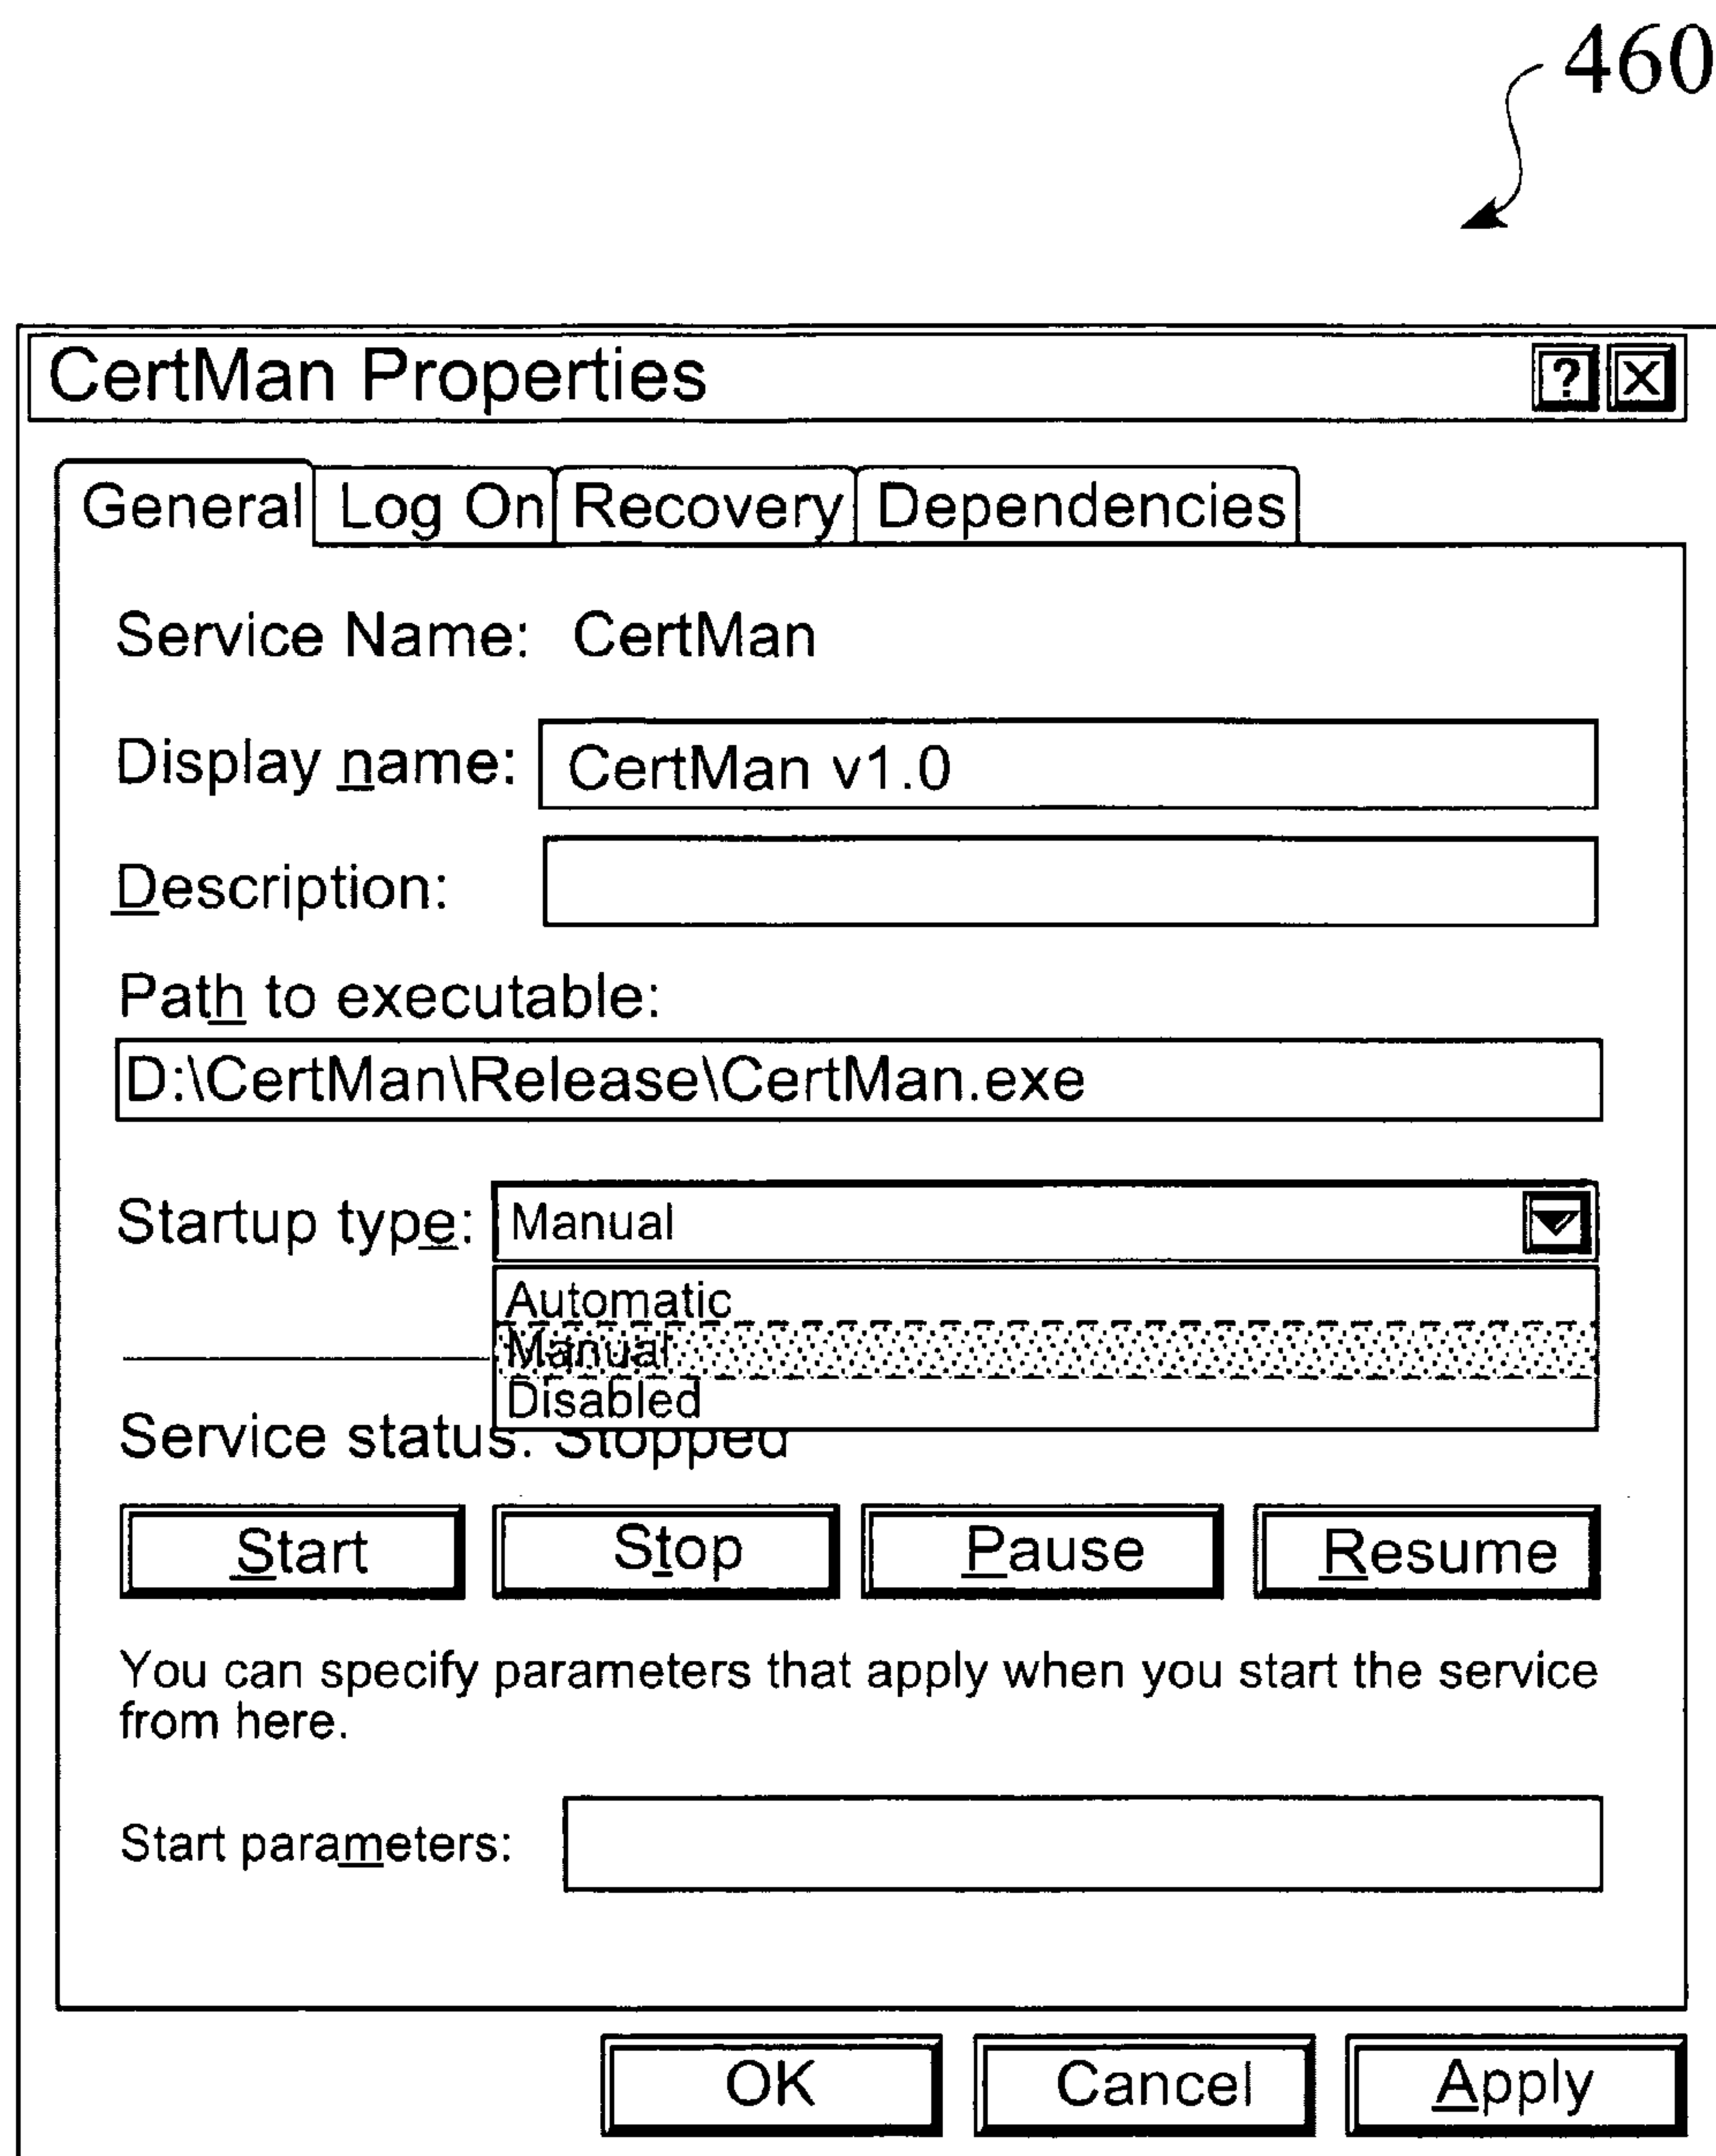 460
CertMan Properties ? X
General Log On Recovery Dependencies
Service Name: CertMan
Display name: CertMan v1.0
Description:
Path to executable:
D:\CertMan\Release\CertMan.exe
Startup type: Manual
Automatic
Manual
Disabled
Service status: Stopped
Start Stop Pause Resume
You can specify parameters that apply when you start the service
from here.
Start parameters:
OK Cancel Apply